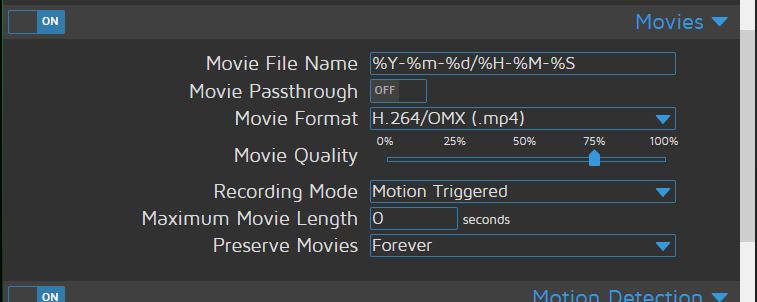 ON Movies
Movie File Name %Y-%m-%d/%H-%M-%S
Movie Passthrough OFF
Movie Format H.264/OMX (.mp4)
0% 25% 50% 75% 100%
Movie Quality
Recording Mode Motion Triggered
Maximum Movie Length 0 seconds
Preserve Movies Forever
ON Motion Detection